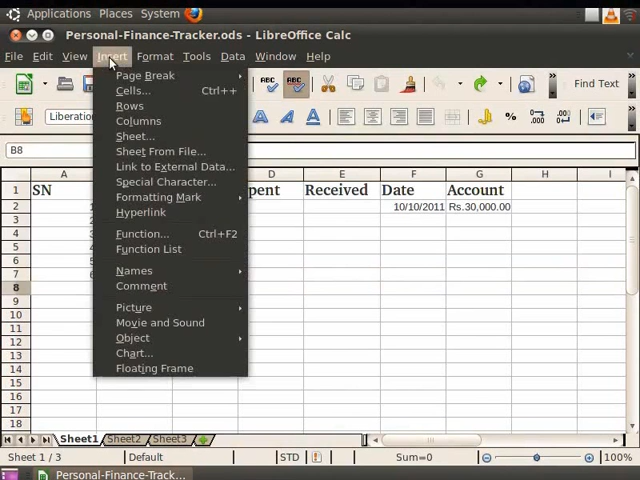 Applications Places System
Personal-Finance-Tracker.ods - LibreOffice Calc
File Edit View Insert Format Tools Data Window Help
Page Break
Cells... Ctrl++
Rows
Columns
Sheet...
Sheet From File...
Link to External Data...
Special Character...
Formatting Mark
Hyperlink
Function... Ctrl+F2
Function List
Names
Comment
Picture
Movie and Sound
Object
Chart...
Floating Frame
ABC ABC Find Text
Liberation
%
B8
A D E F G H I
1 SN pent Received Date Account
2 10/10/2011 Rs.30,000.00
3
4
5
6
7
8
9
10
11
12
13
14
15
16
17
18
Sheet1 Sheet2 Sheet3
Sheet 1 / 3 Default STD Sum=0 100%
Personal-Finance-Trac...